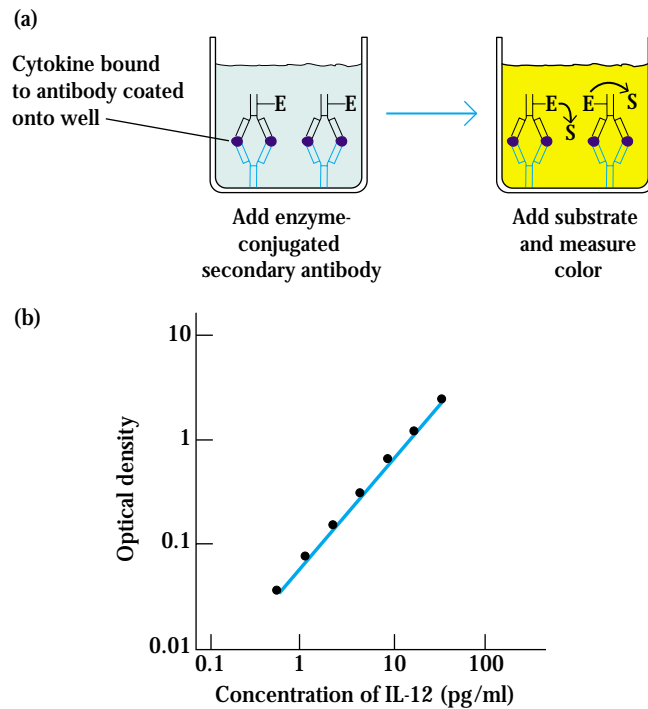 (a)
Cytokine bound
to antibody coated
onto well
E
E
E
S
E
S
Add enzyme-
conjugated
secondary antibody
Add substrate
and measure
color
(b)
Optical density
10
1
0.1
0.01
0.1
1
10
100
Concentration of IL-12 (pg/ml)